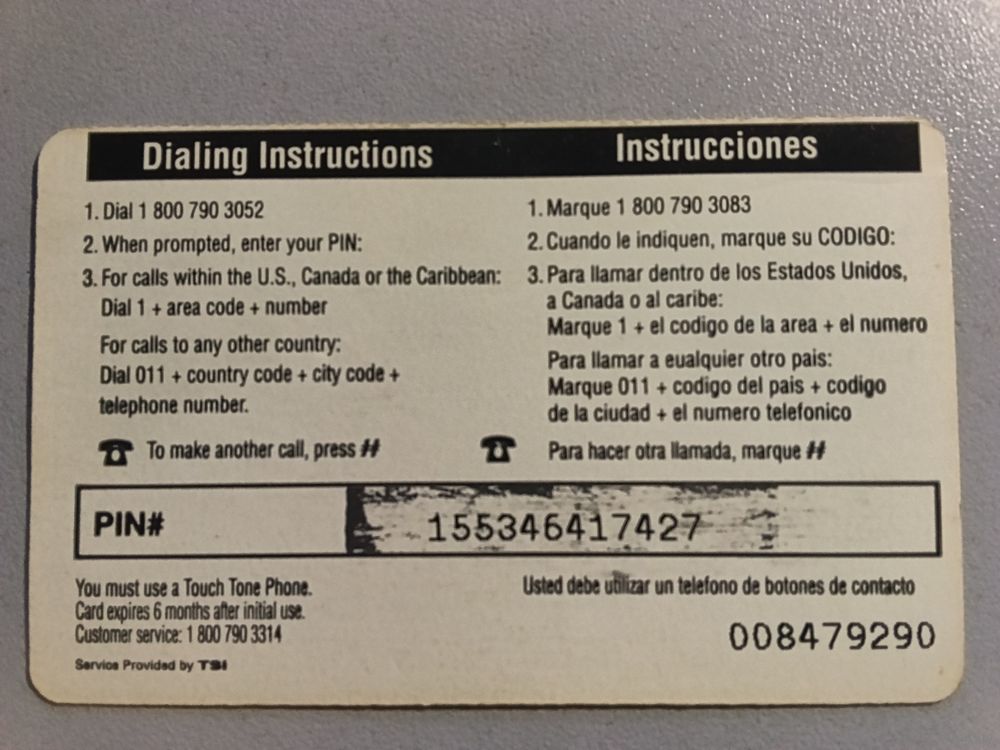 Dialing Instructions
1. Dial 1 800 790 3052
2. When prompted, enter your PIN:
3. For calls within the U.S., Canada or the Caribbean:
Dial 1 + area code + number
For calls to any other country:
Dial 011 + country code + city code +
telephone number.
To make another call, press ##
Instrucciones
1. Marque 1 800 790 3083
2. Cuando le indiquen, marque su CODIGO:
3. Para llamar dentro de los Estados Unidos,
a Canada o al caribe:
Marque 1 + el codigo de la area + el numero
Para llamar a eualquier otro pais:
Marque 011 + codigo del pais + codigo
de la ciudad + el numero telefonico
Para hacer otra llamada, marque ##
PIN# 155346417427
You must use a Touch Tone Phone.
Card expires 6 months after initial use.
Customer service: 1 800 790 3314
Service Provided by TSI
Usted debe utilizar un telefono de botones de contacto
008479290